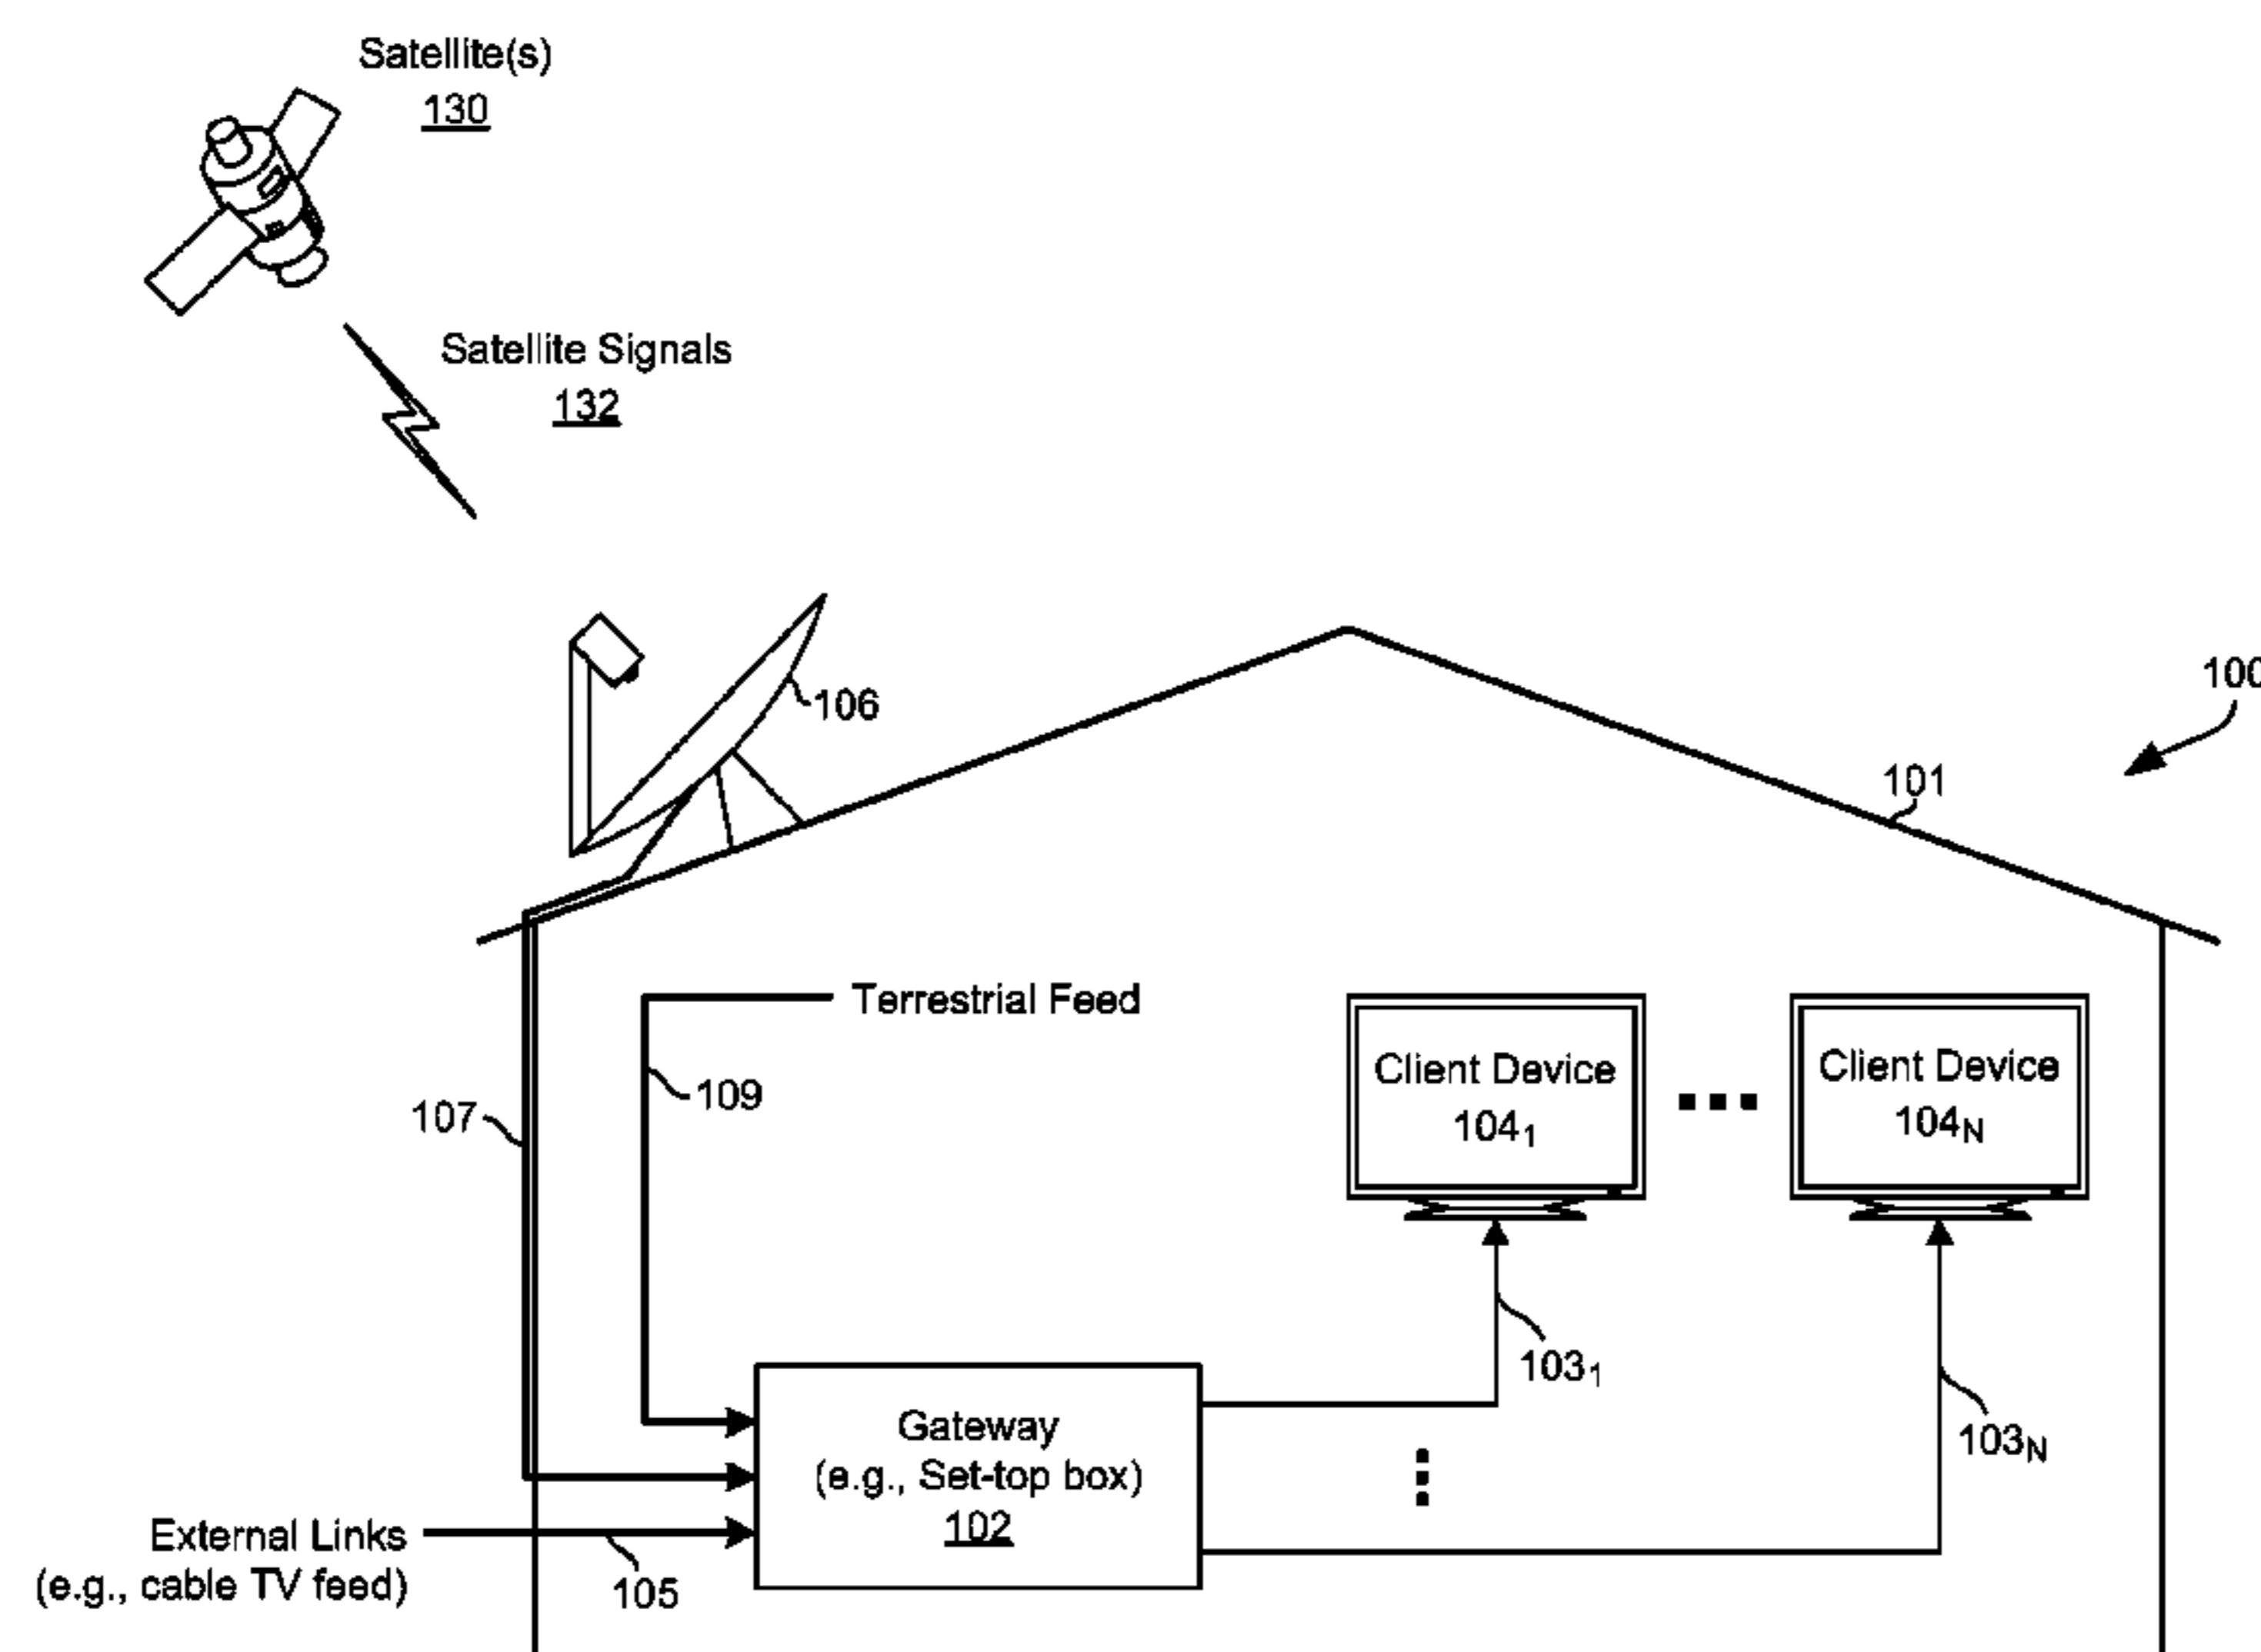 Satellite(s)
130
Satellite Signals
132
106
100
101
Terrestrial Feed
109
107
Client Device
104₁
Client Device
104N
103₁
103N
Gateway
(e.g., Set-top box)
102
External Links
(e.g., cable TV feed)
105